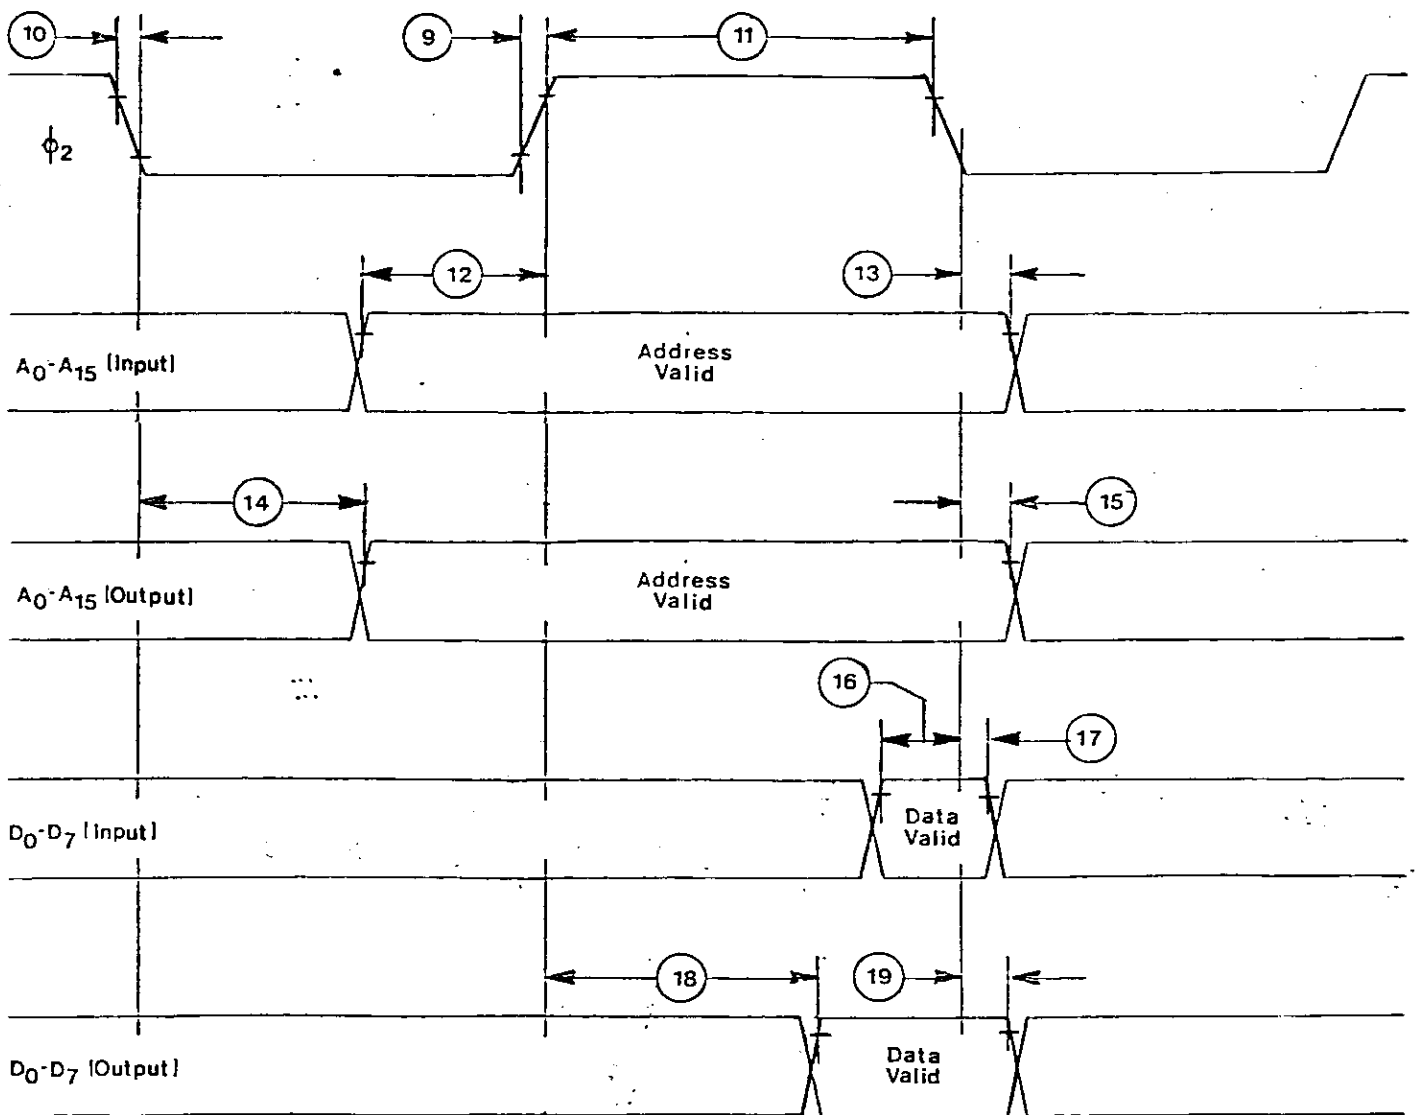 10
9
11
ϕ2
12
13
A0-A15 [Input]
Address
Valid
14
15
A0-A15 [Output]
Address
Valid
16
17
D0-D7 [Input]
Data
Valid
18
19
D0-D7 [Output]
Data
Valid